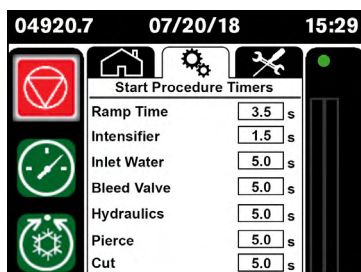 04920.7 07/20/18 15:29
Start Procedure Timers
Ramp Time 3.5 s
Intensifier 1.5 s
Inlet Water 5.0 s
Bleed Valve 5.0 s
Hydraulics 5.0 s
Pierce 5.0 s
Cut 5.0 s